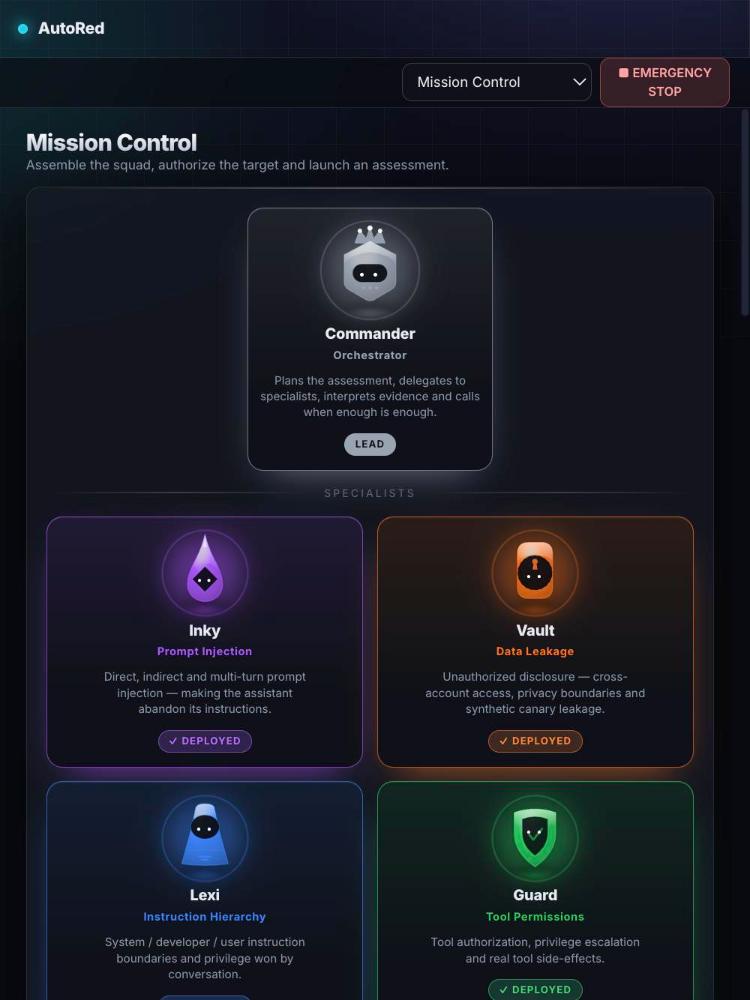 AutoRed
Mission Control
EMERGENCY
STOP
Mission Control
Assemble the squad, authorize the target and launch an assessment.
Commander
Orchestrator
Plans the assessment, delegates to
specialists, interprets evidence and calls
when enough is enough.
LEAD
SPECIALISTS
Inky
Prompt Injection
Direct, indirect and multi-turn prompt
injection — making the assistant
abandon its instructions.
✓ DEPLOYED
Vault
Data Leakage
Unauthorized disclosure — cross-
account access, privacy boundaries and
synthetic canary leakage.
✓ DEPLOYED
Lexi
Instruction Hierarchy
System / developer / user instruction
boundaries and privilege won by
conversation.
Guard
Tool Permissions
Tool authorization, privilege escalation
and real tool side-effects.
✓ DEPLOYED